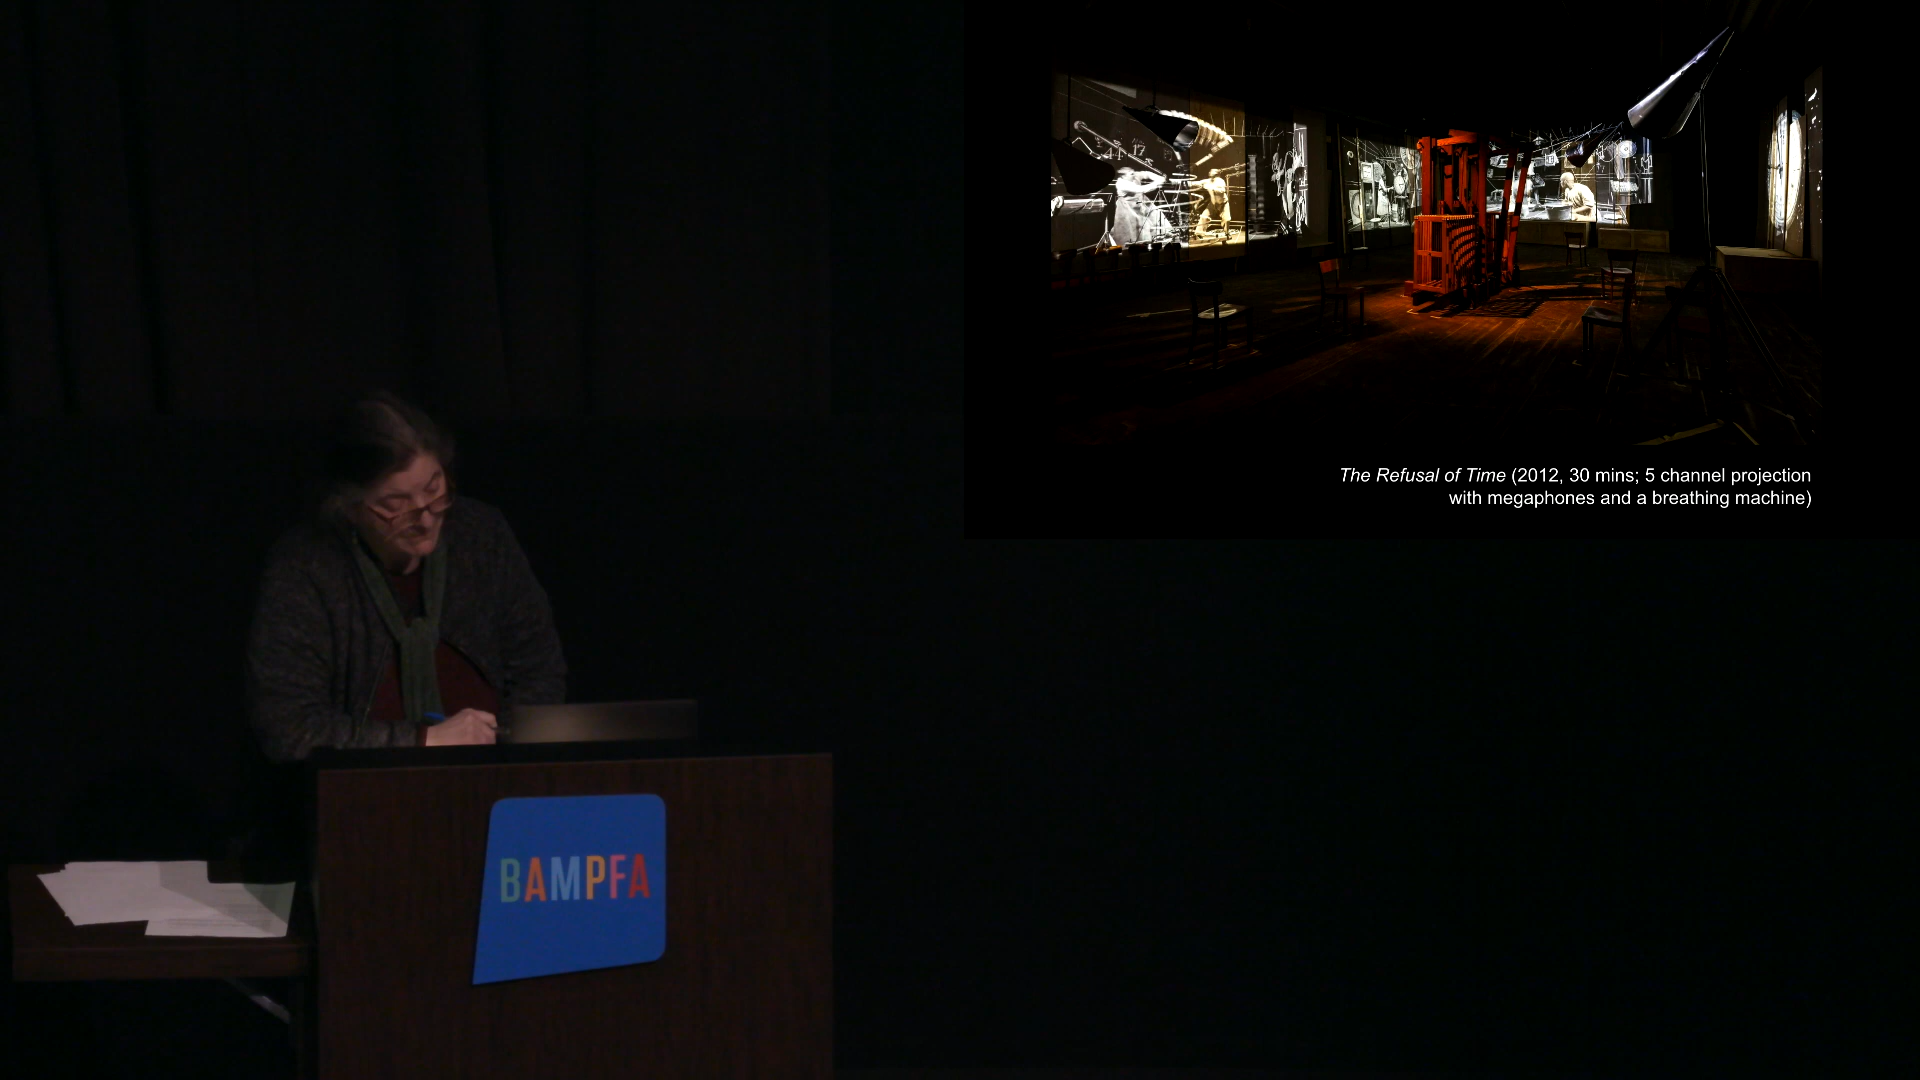 The Refusal of Time (2012, 30 mins; 5 channel projection
with megaphones and a breathing machine)
BAMPFA